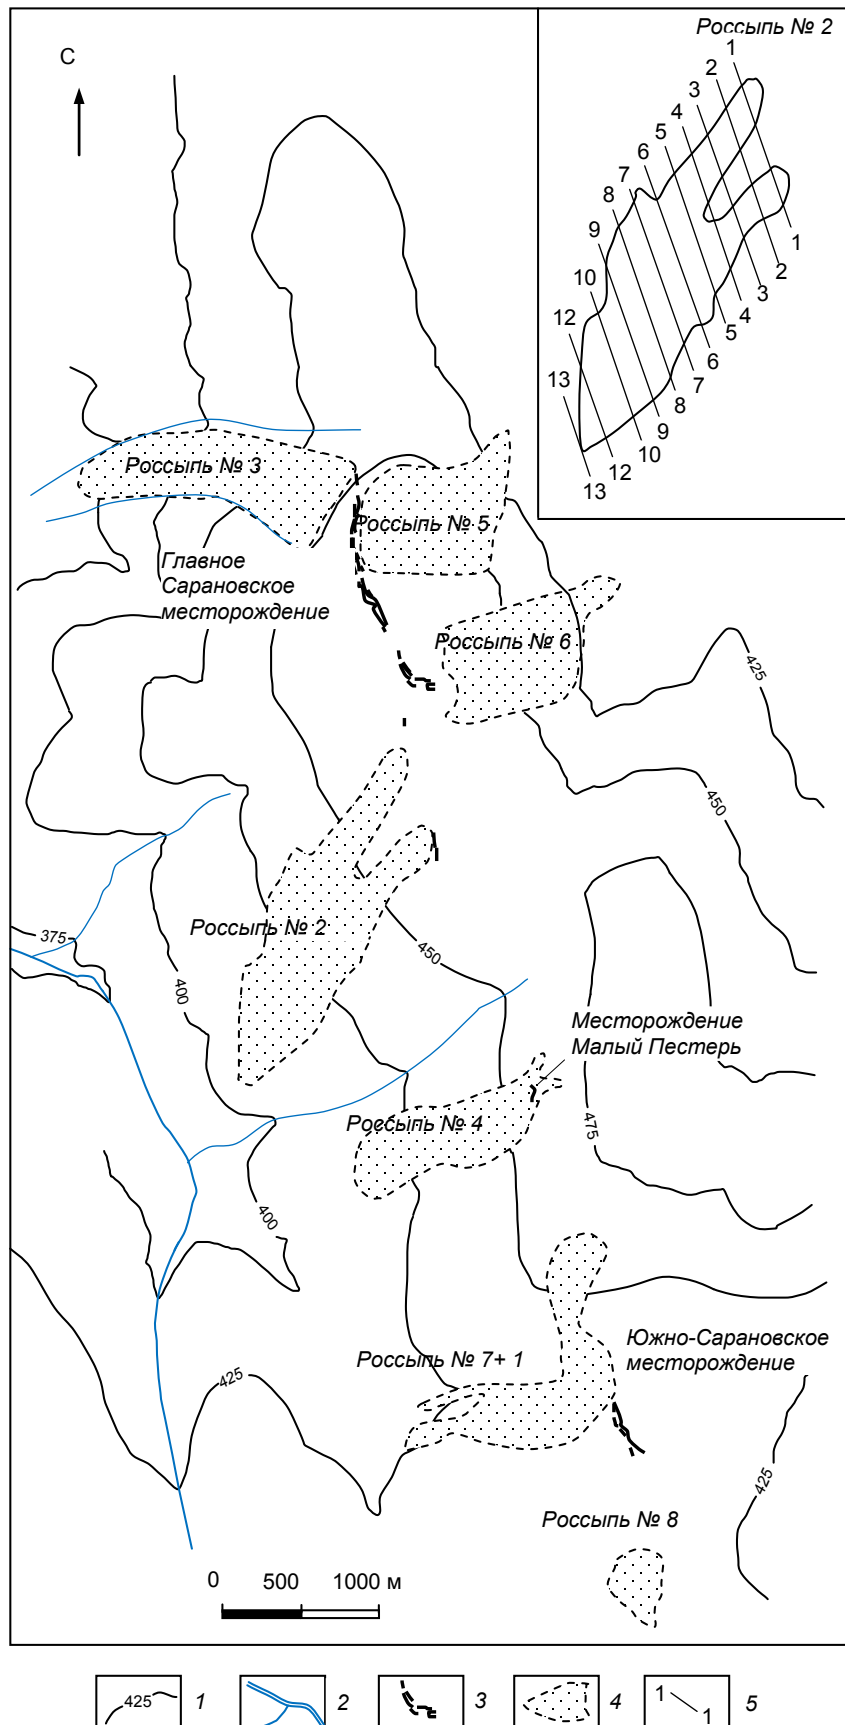 С
Россыпь № 2
1
2
3
4
5
6
7
8
9
10
12
13
1
2
3
4
5
6
7
8
9
10
12
13
Россыпь № 3
Россыпь № 5
Главное
Сарановское
месторождение
Россыпь № 6
425
450
Россыпь № 2
375
450
400
Месторождение
Малый Пестерь
Россыпь № 4
475
400
Южно-Сарановское
месторождение
Россыпь № 7+ 1
425
425
Россыпь № 8
0 500 1000 м
425 1
2
3
4
1 1 5